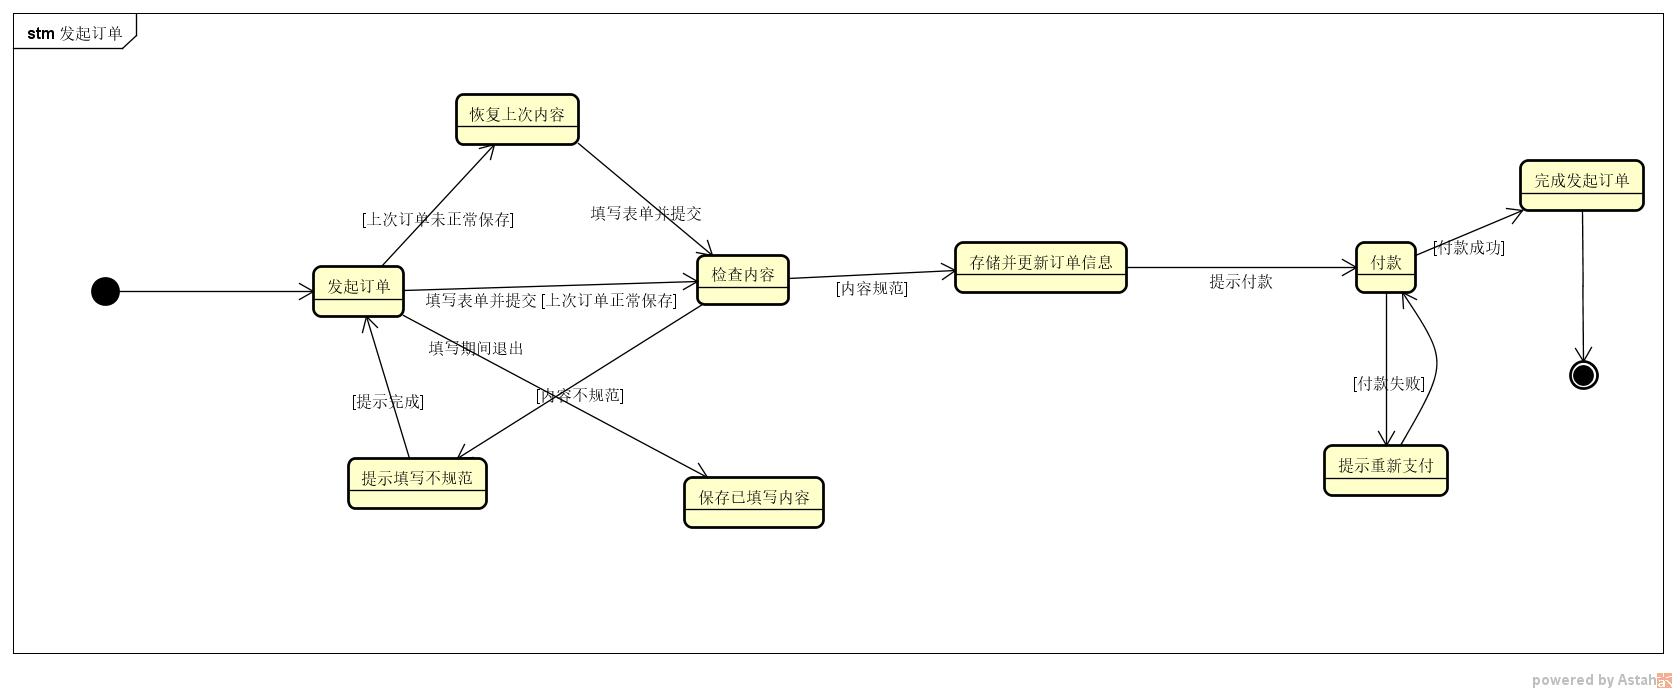 stm 发起订单
恢复上次内容
[上次订单未正常保存]
填写表单并提交
完成发起订单
[付款成功]
发起订单
填写表单并提交 [上次订单正常保存]
检查内容
[内容规范]
存储并更新订单信息
提示付款
付款
填写期间退出
[提示完成]
[内容不规范]
[付款失败]
提示填写不规范
保存已填写内容
提示重新支付
powered by Astah